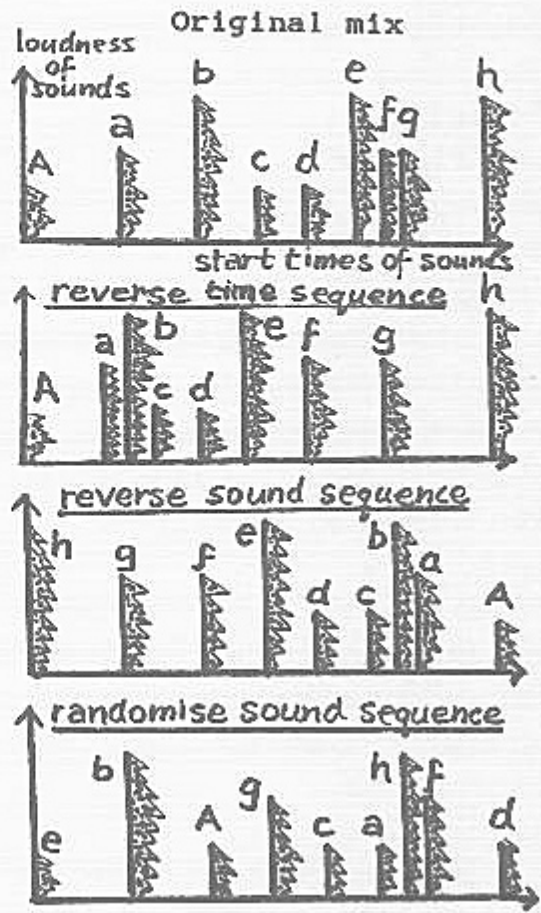 Original mix
loudness
of
sounds
A a b c d e f g h
start times of sounds
reverse time sequence
A a b c d e f g h
reverse sound sequence
h g f e d c b a A
randomise sound sequence
e b A g c a h f d